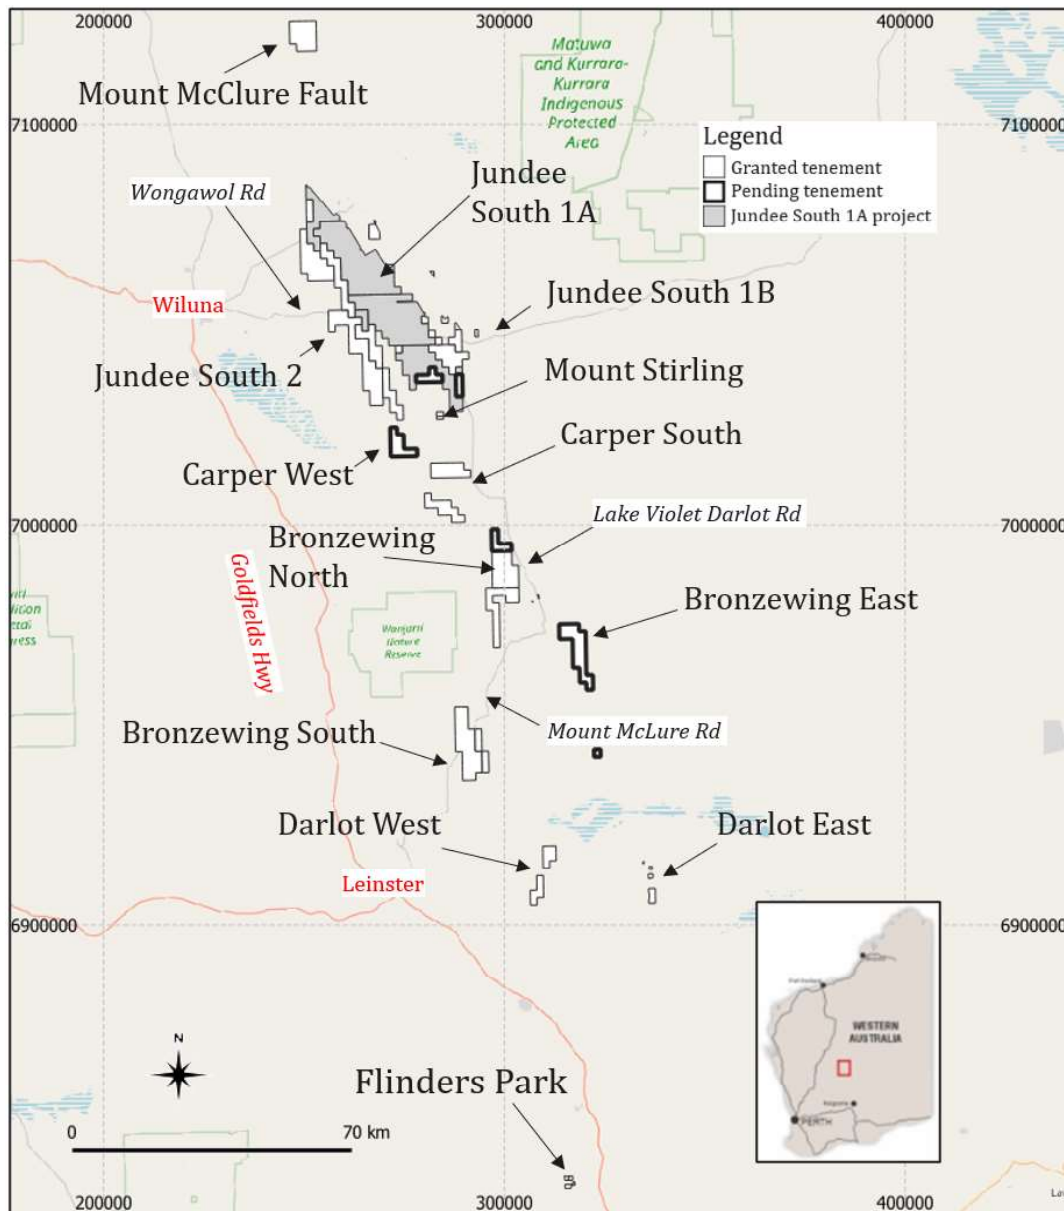 200000
300000
400000
Matuwa
and Kurrara-
Kurrara
Indigenous
Protected
Area
Mount McClure Fault
7100000
7100000
Legend
Granted tenement
Pending tenement
Jundee South 1A project
Wongawol Rd
Jundee
South 1A
Wiluna
Jundee South 1B
Jundee South 2
Mount Stirling
Carper South
Carper West
7000000
7000000
Lake Violet Darlot Rd
Bronzewing
North
Goldfields Hwy
Bronzewing East
Wanjarri
Nature
Reserve
Bronzewing South
Mount McLure Rd
Darlot West
Darlot East
Leinster
6900000
6900000
WESTERN
AUSTRALIA
PERTH
N
Flinders Park
0
70 km
200000
300000
400000